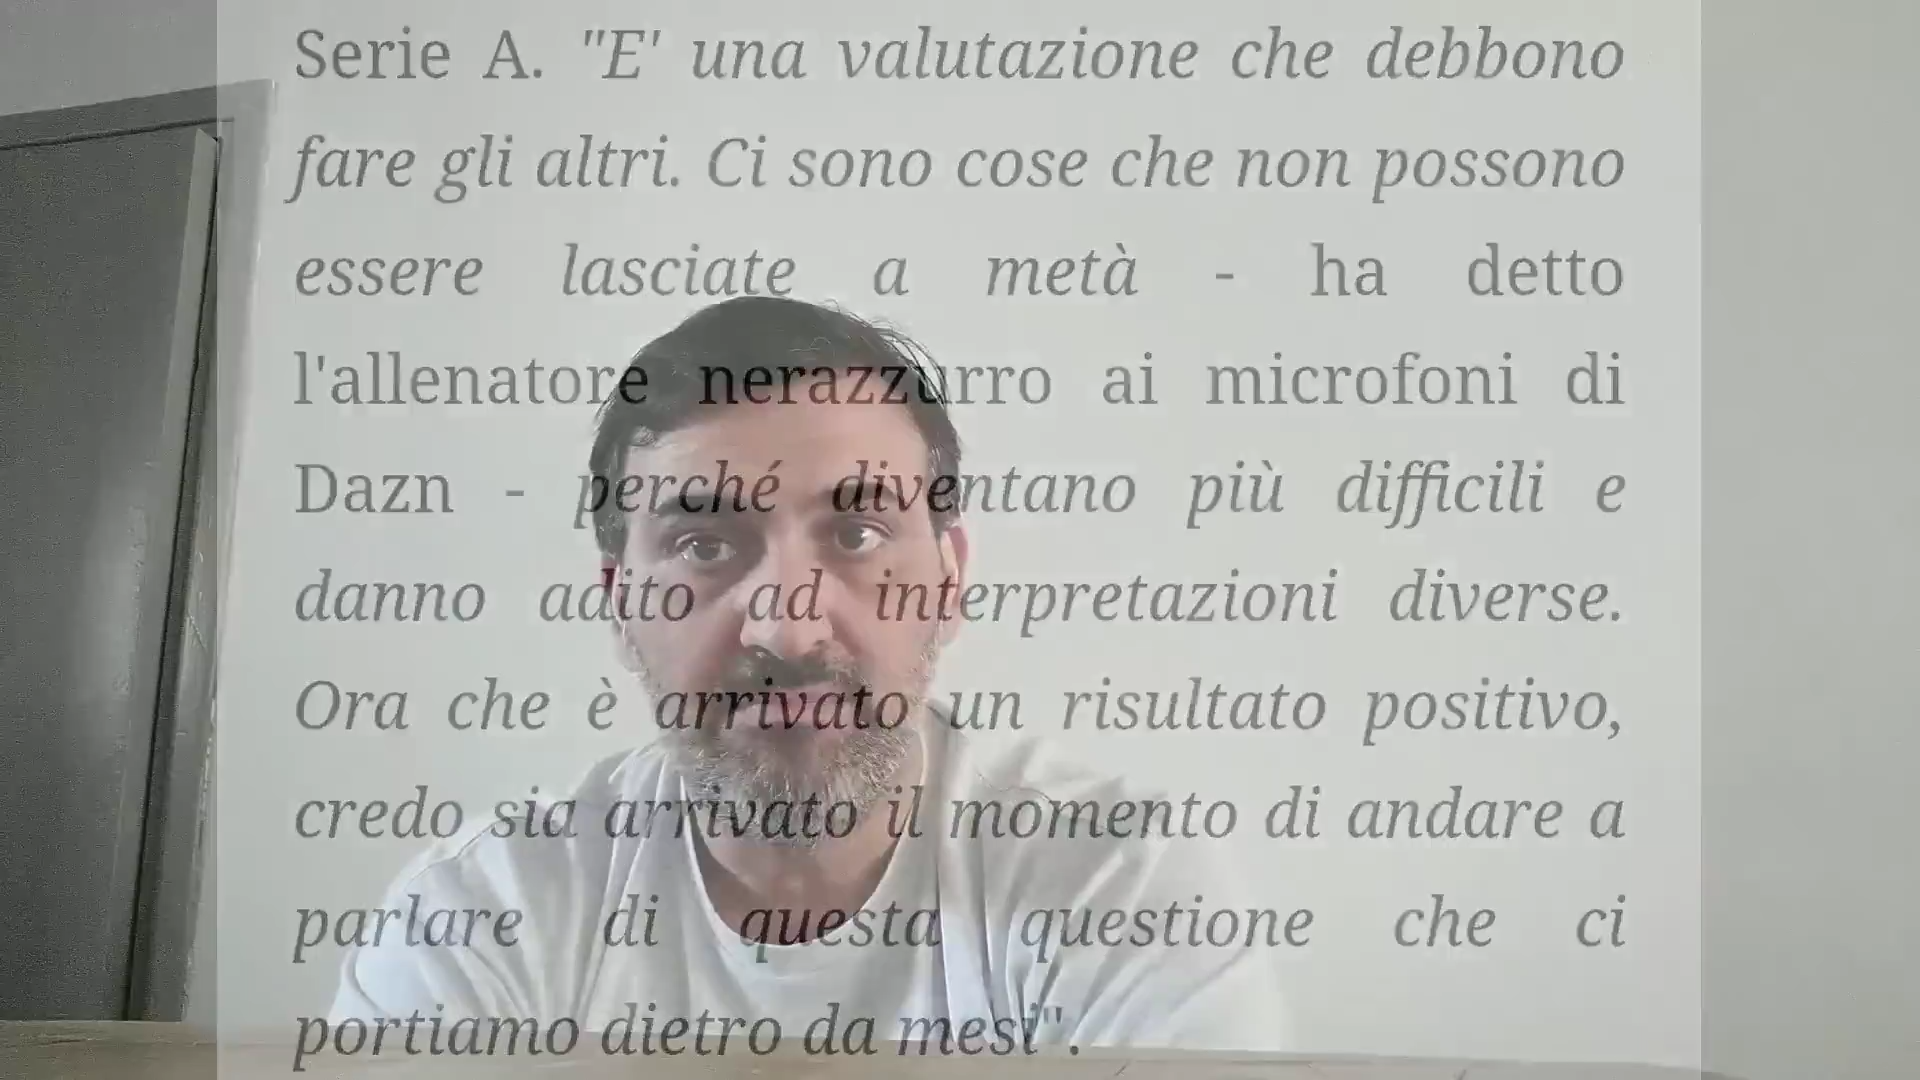 Serie A. "E' una valutazione che debbono
fare gli altri. Ci sono cose che non possono
essere lasciate a metà - ha detto
l'allenatore nerazzurro ai microfoni di
Dazn - perché diventano più difficili e
danno adito ad interpretazioni diverse.
Ora che è arrivato un risultato positivo,
credo sia arrivato il momento di andare a
parlare di questa questione che ci
portiamo dietro da mesi".